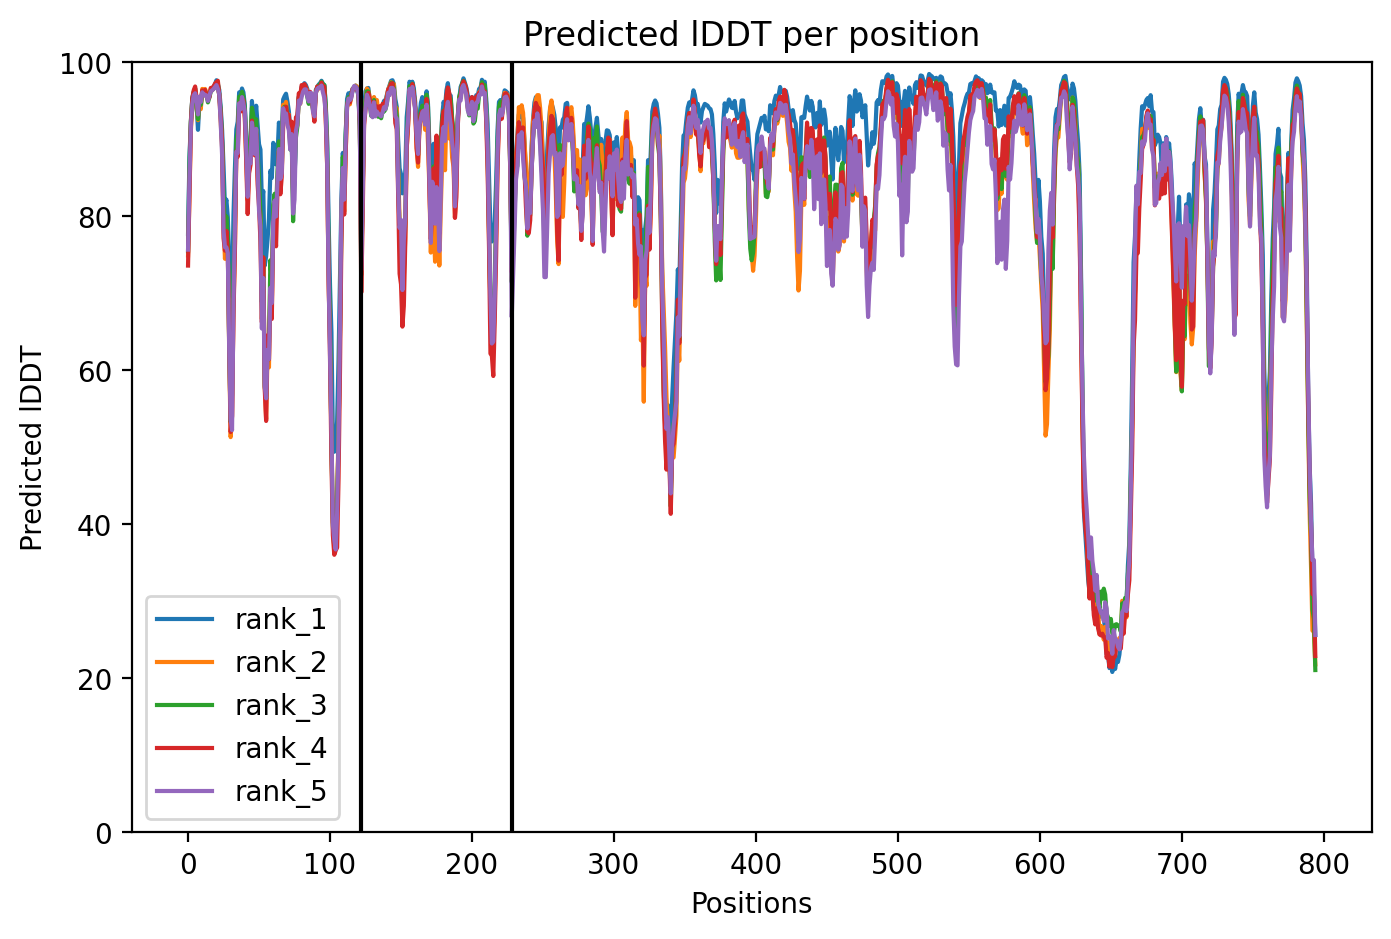 Predicted lDDT per position
Predicted lDDT
100
80
60
40
20
0
rank_1
rank_2
rank_3
rank_4
rank_5
0 100 200 300 400 500 600 700 800
Positions